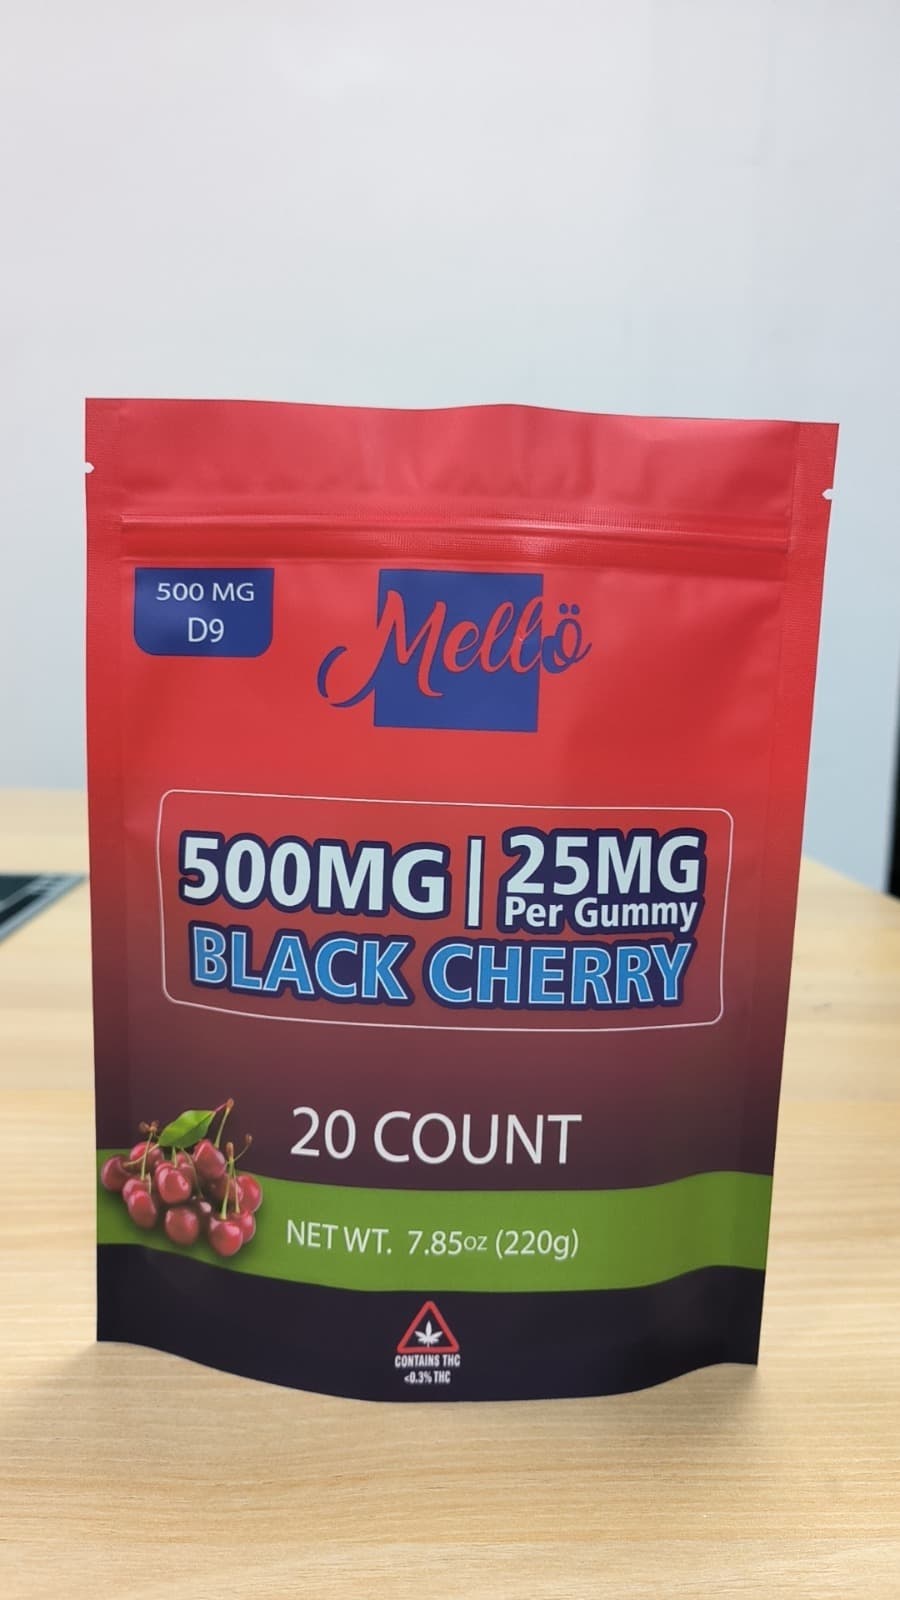 500 MG
D9
Mellö
500MG | 25MG
Per Gummy
BLACK CHERRY
20 COUNT
NET WT. 7.85oz (220g)
CONTAINS THC
<0.3% THC